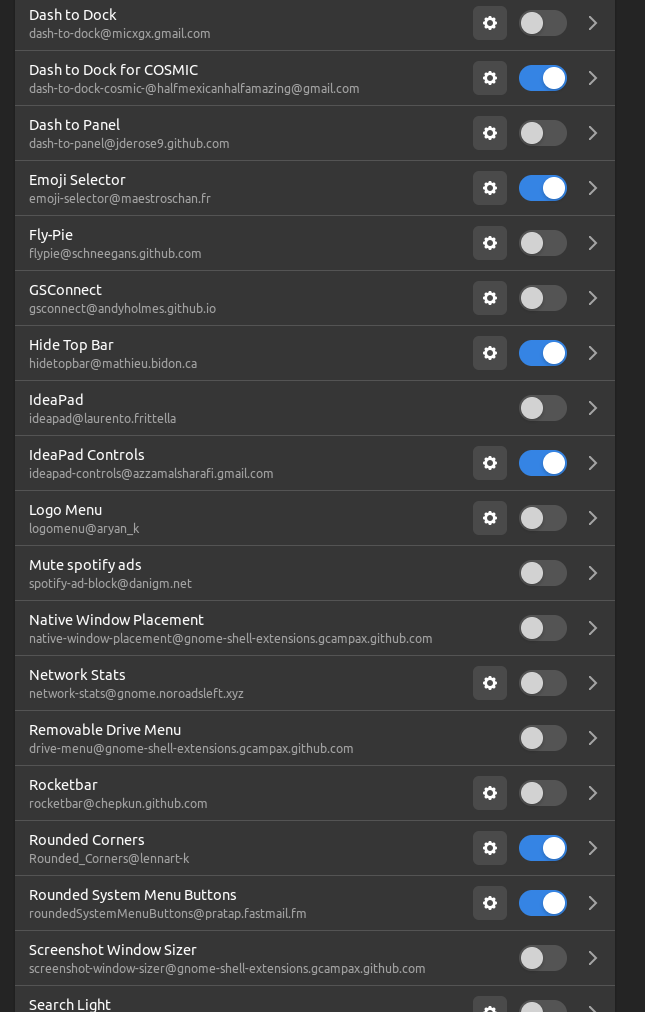 Dash to Dock
dash-to-dock@micxgx.gmail.com
Dash to Dock for COSMIC
dash-to-dock-cosmic-@halfmexicanhalfamazing@gmail.com
Dash to Panel
dash-to-panel@jderose9.github.com
Emoji Selector
emoji-selector@maestroschan.fr
Fly-Pie
flypie@schneegans.github.com
GSConnect
gsconnect@andyholmes.github.io
Hide Top Bar
hidetopbar@mathieu.bidon.ca
IdeaPad
ideapad@laurento.frittella
IdeaPad Controls
ideapad-controls@azzamalsharafi.gmail.com
Logo Menu
logomenu@aryan_k
Mute spotify ads
spotify-ad-block@danigm.net
Native Window Placement
native-window-placement@gnome-shell-extensions.gcampax.github.com
Network Stats
network-stats@gnome.noroadsleft.xyz
Removable Drive Menu
drive-menu@gnome-shell-extensions.gcampax.github.com
Rocketbar
rocketbar@chepkun.github.com
Rounded Corners
Rounded_Corners@lennart-k
Rounded System Menu Buttons
roundedSystemMenuButtons@pratap.fastmail.fm
Screenshot Window Sizer
screenshot-window-sizer@gnome-shell-extensions.gcampax.github.com
Search Light